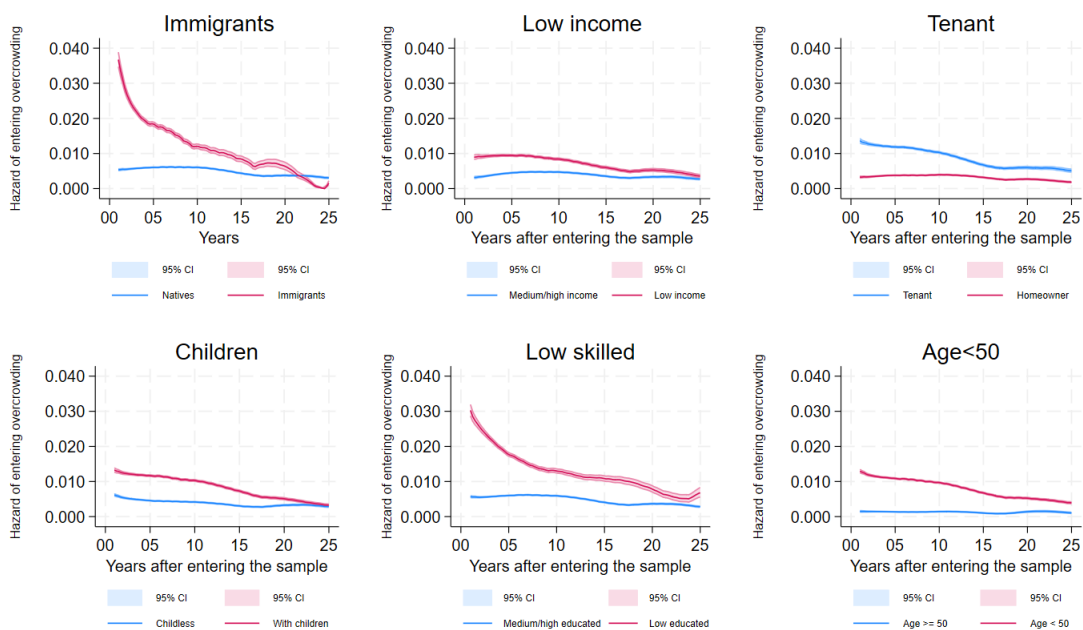 Immigrants
Hazard of entering overcrowding
0.040
0.030
0.020
0.010
0.000
00 05 10 15 20 25
Years
95% CI 95% CI
Natives Immigrants
Low income
Hazard of entering overcrowding
0.040
0.030
0.020
0.010
0.000
00 05 10 15 20 25
Years after entering the sample
95% CI 95% CI
Medium/high income Low income
Tenant
Hazard of entering overcrowding
0.040
0.030
0.020
0.010
0.000
00 05 10 15 20 25
Years after entering the sample
95% CI 95% CI
Tenant Homeowner
Children
Hazard of entering overcrowding
0.040
0.030
0.020
0.010
0.000
00 05 10 15 20 25
Years after entering the sample
95% CI 95% CI
Childless With children
Low skilled
Hazard of entering overcrowding
0.040
0.030
0.020
0.010
0.000
00 05 10 15 20 25
Years after entering the sample
95% CI 95% CI
Medium/high educated Low educated
Age<50
Hazard of entering overcrowding
0.040
0.030
0.020
0.010
0.000
00 05 10 15 20 25
Years after entering the sample
95% CI 95% CI
Age >= 50 Age < 50